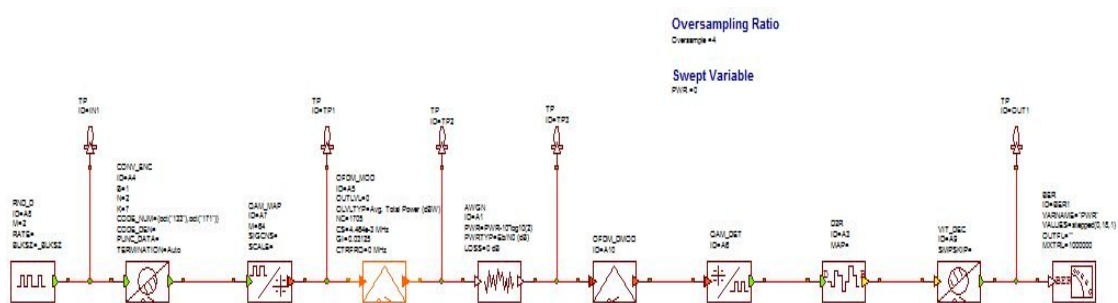 Oversampling Ratio
Oversample =4
Swept Variable
PWR =0
TP
ID=IN1
TP
ID=TP1
TP
ID=TP2
TP
ID=TP3
TP
ID=OUT1
RND_D
ID=A8
M=2
RATE=
BLKSZ=_BLKSZ
CONV_ENC
ID=A4
K=7
CODE_NUM={oct("133"),oct("171")}
CODE_DEN=
PUNC_DATA=
TERMINATION=Auto
QAM_MAP
ID=A7
M=64
SIGCNS=
SCALE=
OFDM_MOD
OUTLVL=0
OLVLTYP=Avg. Total Power (dBW)
NC=1705
CS=4.464e-3 MHz
GI=0.03125
CTRFRQ=0 MHz
AWGN
ID=A1
PWR=PWR-10*log10(2)
PWRTYP=Eb/N0 (dB)
LOSS=0 dB
OFDM_DMOD
ID=A10
QAM_DET
ID=A6
D2R
ID=A2
MAP=
VIT_DEC
ID=A9
SMPSKIP=
BER
ID=BER1
VARNAME="PWR"
VALUES=stepped(0,18,1)
OUTFL=""
MXTRL=1000000
BER